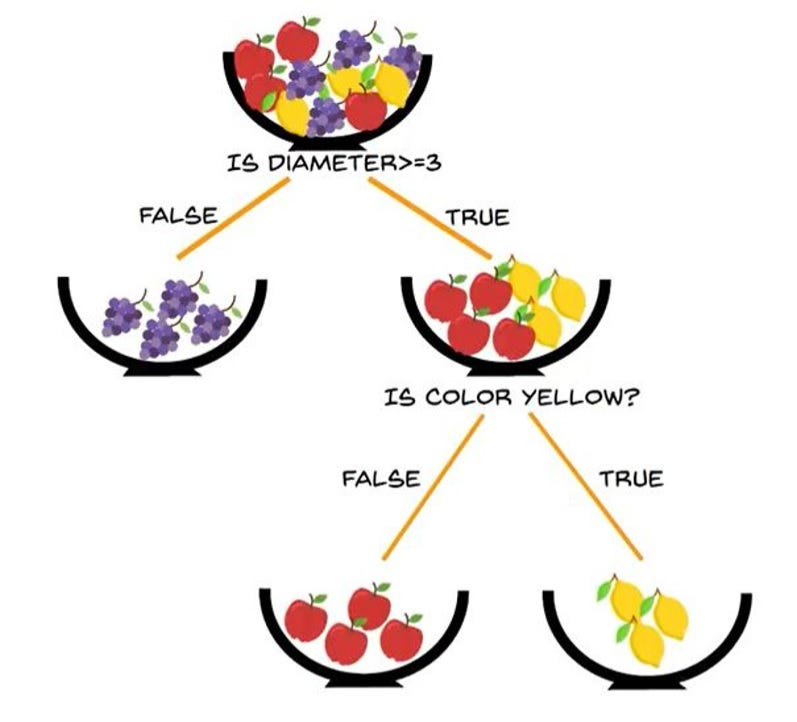 IS DIAMETER>=3
FALSE
TRUE
IS COLOR YELLOW?
FALSE
TRUE